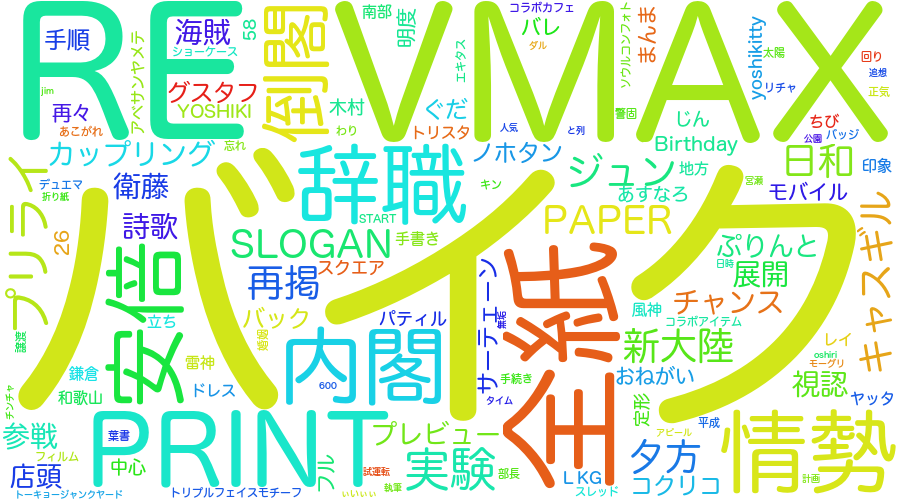 RE
VMAX
バイク
倒閣
海賊
手順
58
南部
明度
コラボカフェ
バレ
ダル
エキタス
ソウルコンフォト
まんま
yoshikitty
太陽
回り
追想
リチャ
正気
ショーケース
アベサンヤメテ
jim
グスタフ
YOSHIKI
再々
あこがれ
木村
ぐだ
わり
トリスタ
人気
と列
警固
じん
Birthday
ちび
公園
バッジ
カップリング
忘れ
辞職
ノホタン
ジュン
地方
日和
印象
デュエマ
折り紙
衛藤
キン
あすなろ
宮瀬
モバイル
プリライ
詩歌
START
26
SLOGAN
手書き
PAPER
ぷりんと
キャスギル
安倍
再掲
スクエア
サーチェーン
全紙
日時
展開
チャンス
立ち
バック
パティル
無垢
風神
コラボアイテム
新大陸
レイ
雷神
内閣
oshiri
モーグリ
鎌倉
ドレス
600
手続き
おねがい
視認
チンチャ
和歌山
タイム
定形
ヤッタ
参戦
葉書
PRINT
プレビュー
平成
情勢
アピール
フィルム
中心
フル
試運転
実験
部長
夕方
店頭
LKG
コクリコ
計画
トーキョージャンクヤード
トリプルフェイスモチーフ
ぃぃぃぃ
執筆
スレッド